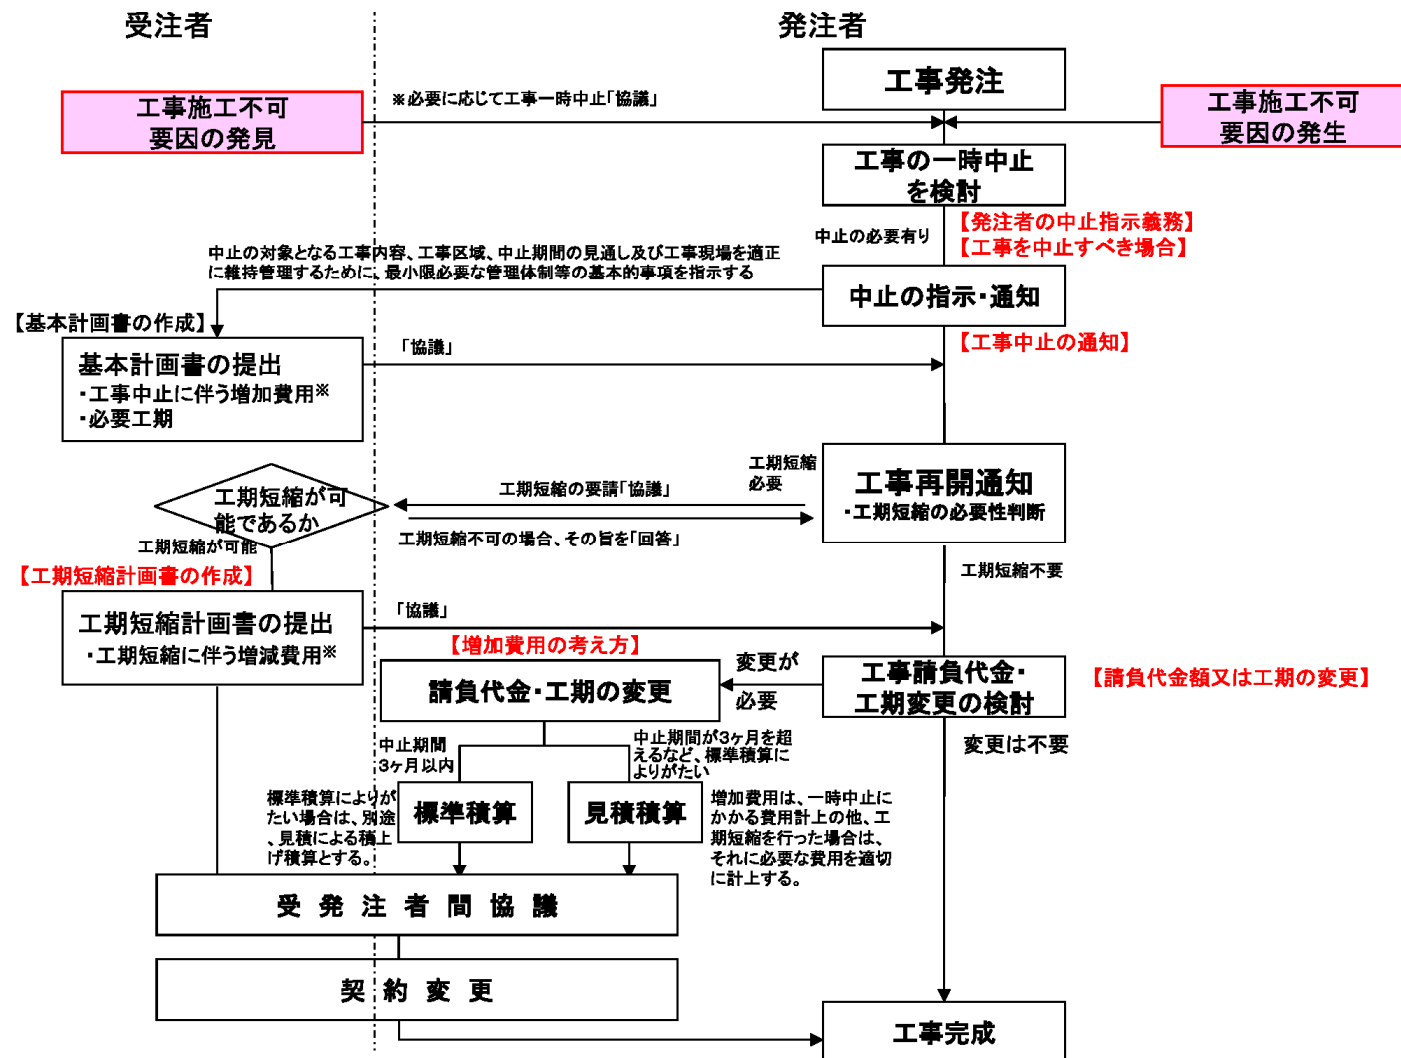 受注者
発注者
工事発注
工事施工不可
要因の発見
※必要に応じて工事一時中止「協議」
工事施工不可
要因の発生
工事の一時中止
を検討
【発注者の中止指示義務】
中止の必要有り
【工事を中止すべき場合】
中止の対象となる工事内容、工事区域、中止期間の見通し及び工事現場を適正
に維持管理するために、最小限必要な管理体制等の基本的事項を指示する
中止の指示・通知
【基本計画書の作成】
【工事中止の通知】
「協議」
基本計画書の提出
・工事中止に伴う増加費用※
・必要工期
工期短縮
必要
工事再開通知
・工期短縮の必要性判断
工期短縮の要請「協議」
工期短縮が可
能であるか
工期短縮不可の場合、その旨を「回答」
工期短縮が可能
工期短縮不要
【工期短縮計画書の作成】
「協議」
工期短縮計画書の提出
・工期短縮に伴う増減費用※
【増加費用の考え方】
変更が
必要
工事請負代金・
工期変更の検討
【請負代金額又は工期の変更】
請負代金・工期の変更
変更は不要
中止期間
3ヶ月以内
中止期間が3ヶ月を超
えるなど、標準積算に
よりがたい
標準積算によりが
たい場合は、別途
、見積による積上
げ積算とする。
標準積算
見積積算
増加費用は、一時中止に
かかる費用計上の他、工
期短縮を行った場合は、
それに必要な費用を適切
に計上する。
受発注者間協議
契約変更
工事完成